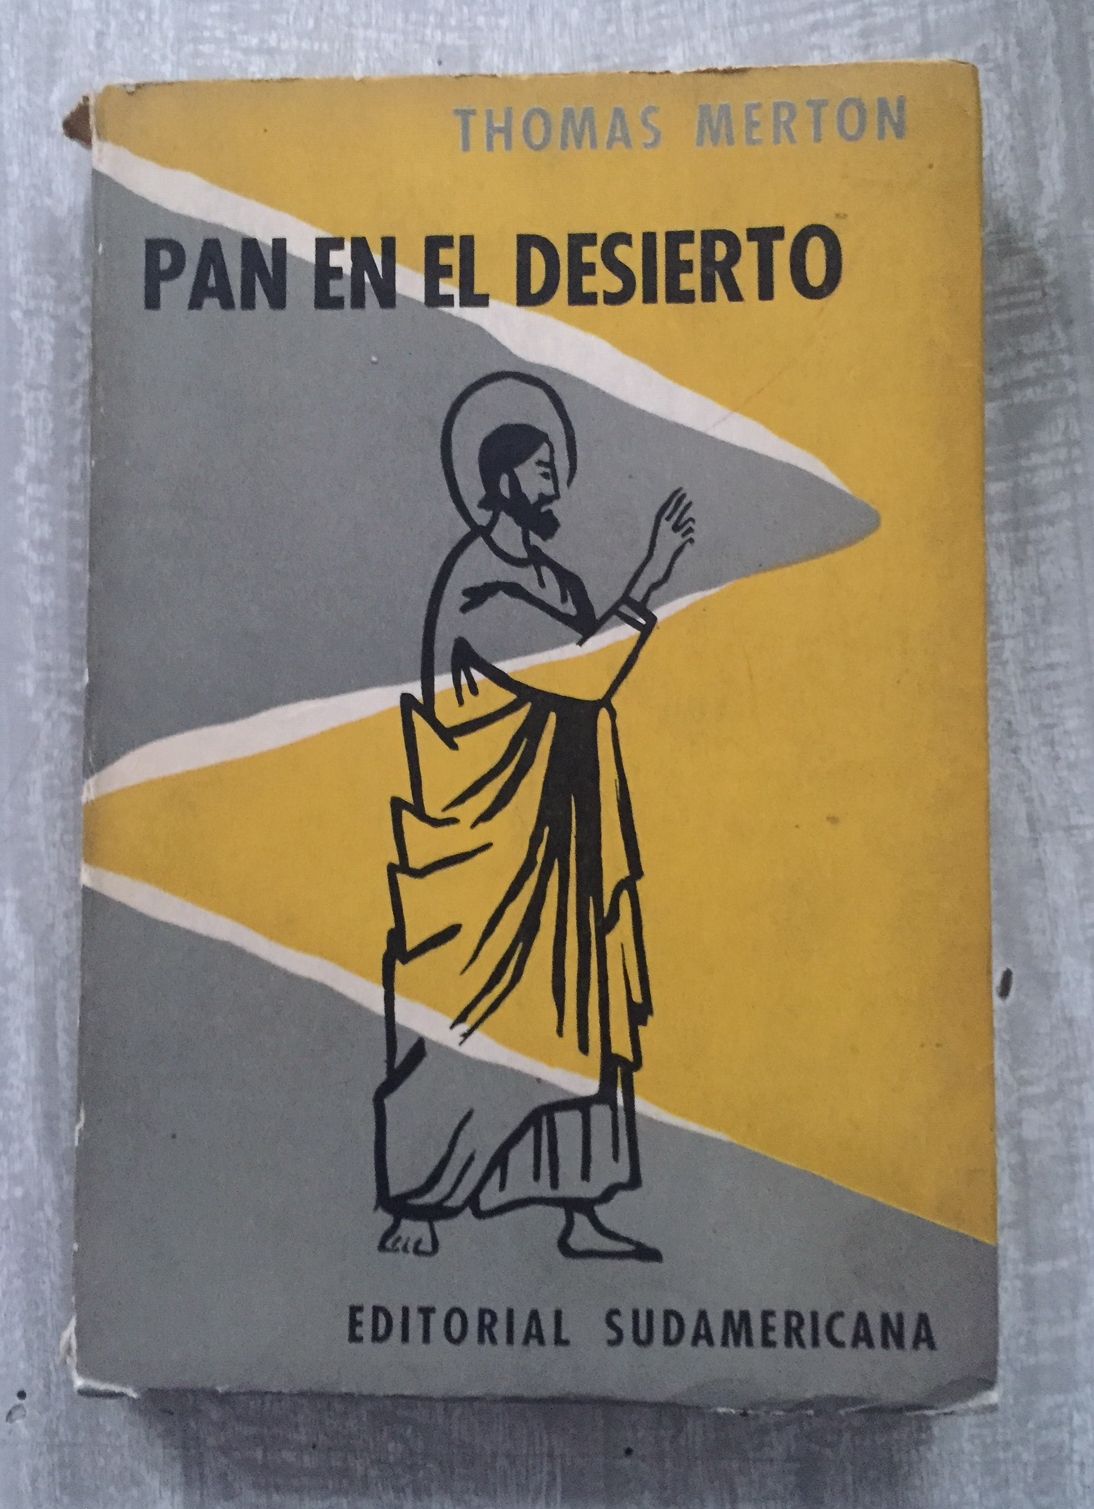 THOMAS MERTON
PAN EN EL DESIERTO
EDITORIAL SUDAMERICANA